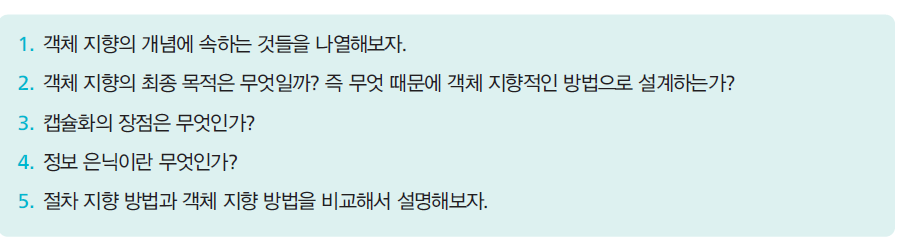 1. 객체 지향의 개념에 속하는 것들을 나열해보자.
2. 객체 지향의 최종 목적은 무엇일까? 즉 무엇 때문에 객체 지향적인 방법으로 설계하는가?
3. 캡슐화의 장점은 무엇인가?
4. 정보 은닉이란 무엇인가?
5. 절차 지향 방법과 객체 지향 방법을 비교해서 설명해보자.